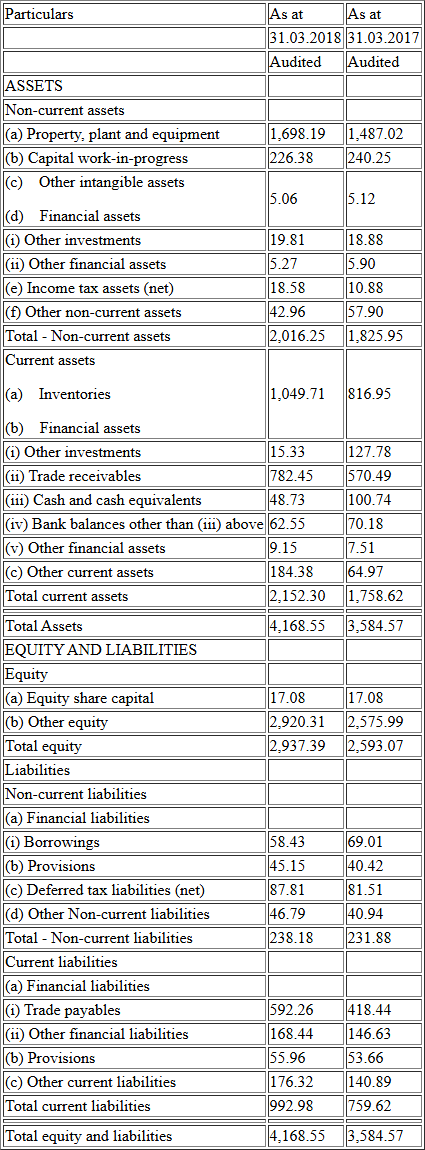 Particulars As at As at
31.03.2018 31.03.2017
Audited Audited
ASSETS
Non-current assets
(a) Property, plant and equipment 1,698.19 1,487.02
(b) Capital work-in-progress 226.38 240.25
(c) Other intangible assets
5.06 5.12
(d) Financial assets
(i) Other investments 19.81 18.88
(ii) Other financial assets 5.27 5.90
(e) Income tax assets (net) 18.58 10.88
(f) Other non-current assets 42.96 57.90
Total - Non-current assets 2,016.25 1,825.95
Current assets
(a) Inventories 1,049.71 816.95
(b) Financial assets
(i) Other investments 15.33 127.78
(ii) Trade receivables 782.45 570.49
(iii) Cash and cash equivalents 48.73 100.74
(iv) Bank balances other than (iii) above 62.55 70.18
(v) Other financial assets 9.15 7.51
(c) Other current assets 184.38 64.97
Total current assets 2,152.30 1,758.62
Total Assets 4,168.55 3,584.57
EQUITY AND LIABILITIES
Equity
(a) Equity share capital 17.08 17.08
(b) Other equity 2,920.31 2,575.99
Total equity 2,937.39 2,593.07
Liabilities
Non-current liabilities
(a) Financial liabilities
(i) Borrowings 58.43 69.01
(b) Provisions 45.15 40.42
(c) Deferred tax liabilities (net) 87.81 81.51
(d) Other Non-current liabilities 46.79 40.94
Total - Non-current liabilities 238.18 231.88
Current liabilities
(a) Financial liabilities
(i) Trade payables 592.26 418.44
(ii) Other financial liabilities 168.44 146.63
(b) Provisions 55.96 53.66
(c) Other current liabilities 176.32 140.89
Total current liabilities 992.98 759.62
Total equity and liabilities 4,168.55 3,584.57